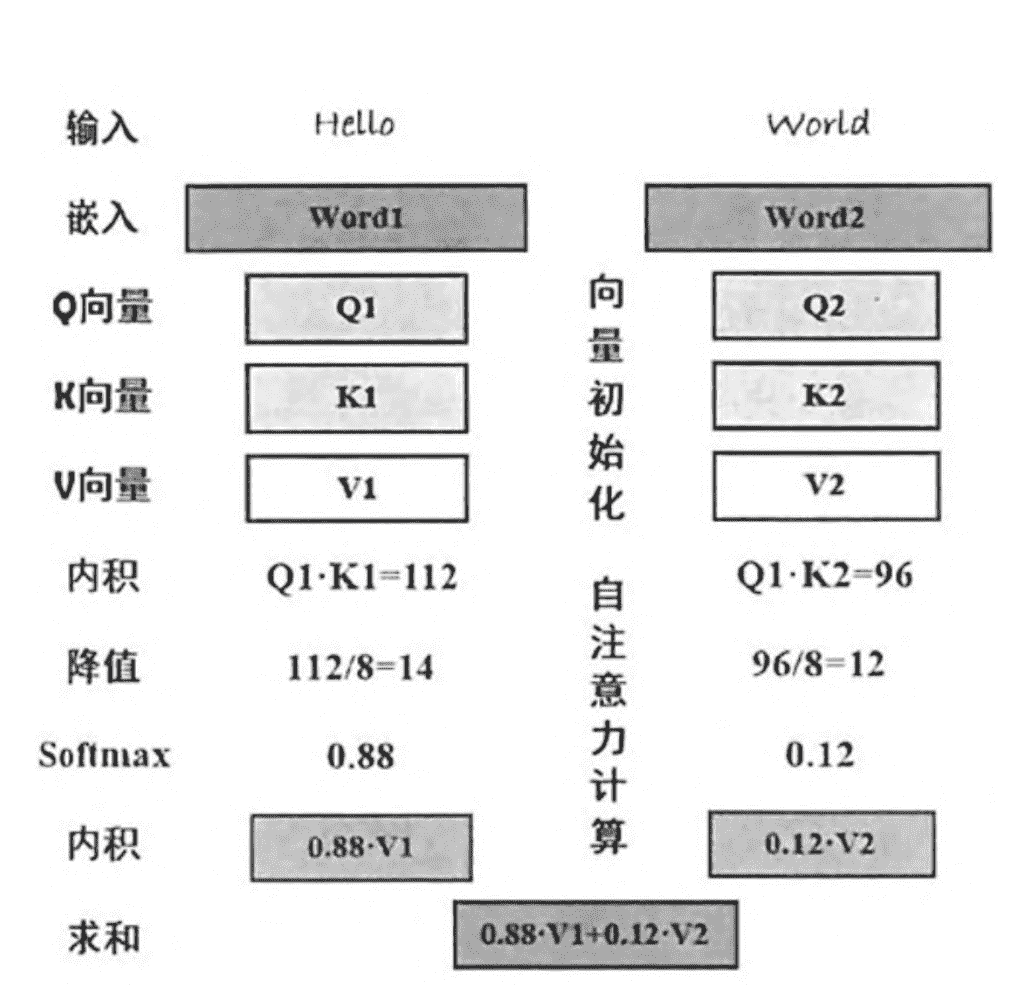 输入 Hello World
嵌入 Word1 Word2
Q向量 Q1 Q2
K向量 K1 K2
V向量 V1 V2
向量初始化
内积 Q1·K1=112 Q1·K2=96
降值 112/8=14 96/8=12
Softmax 0.88 0.12
内积 0.88·V1 0.12·V2
自注意力计算
求和 0.88·V1+0.12·V2